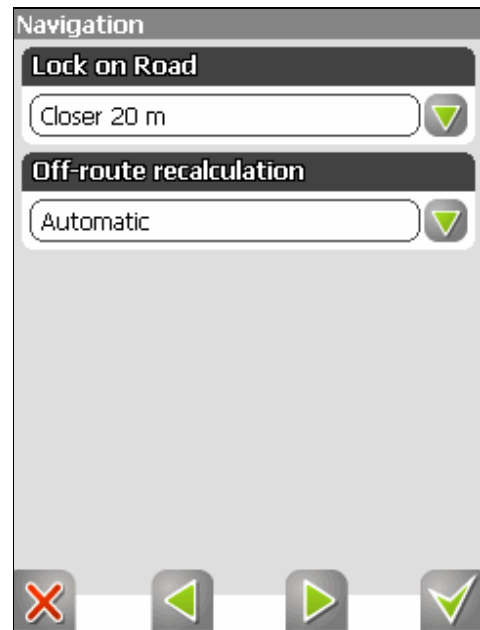 Navigation
Lock on Road
Closer 20 m
Off-route recalculation
Automatic